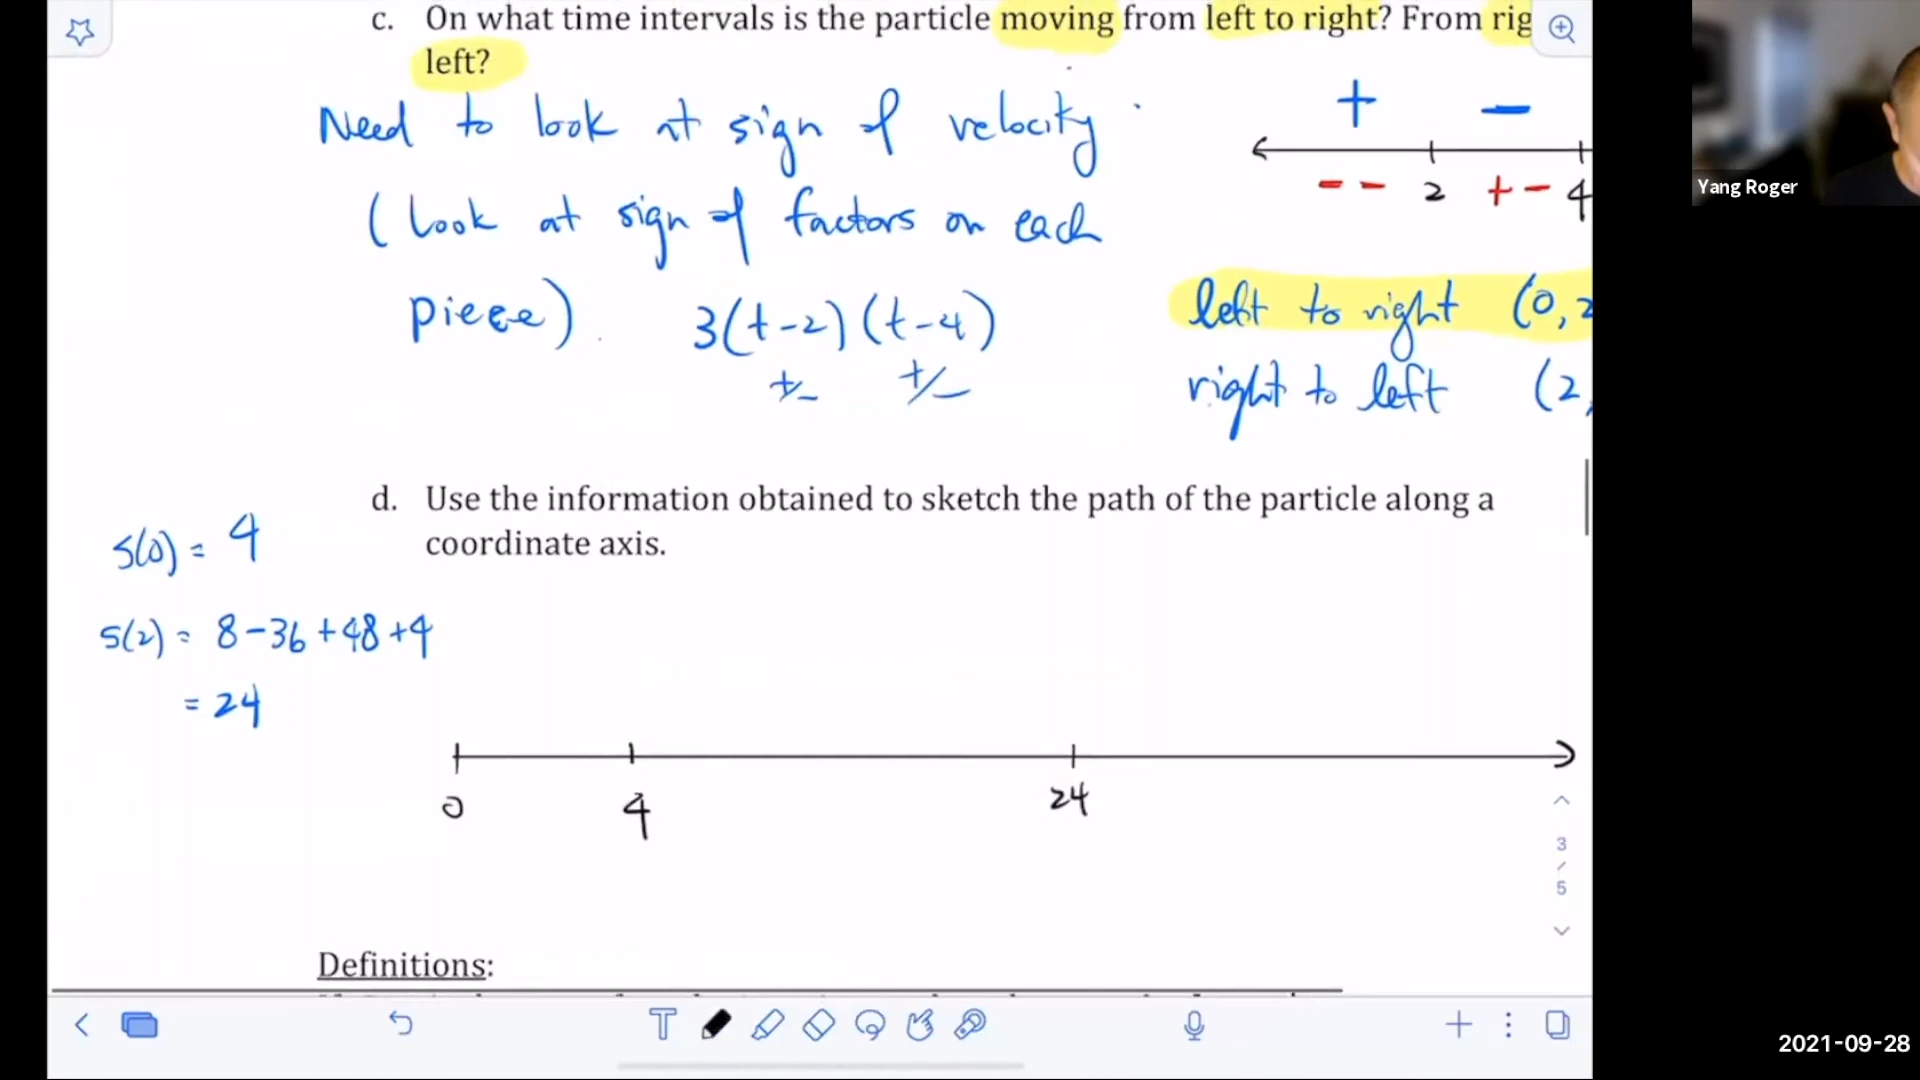 c. On what time intervals is the particle moving from left to right? From rig
left?
Need to look at sign of velocity
(look at sign of factors on each
piece)
3(t-2)(t-4)
+/- +/-
+ −
− − 2 + − 4
left to right (0, 2
right to left (2,
d. Use the information obtained to sketch the path of the particle along a
coordinate axis.
s(0) = 4
s(2) = 8-36+48+4
= 24
0 4 24
3
/
5
Definitions:
T
Yang Roger
2021-09-28